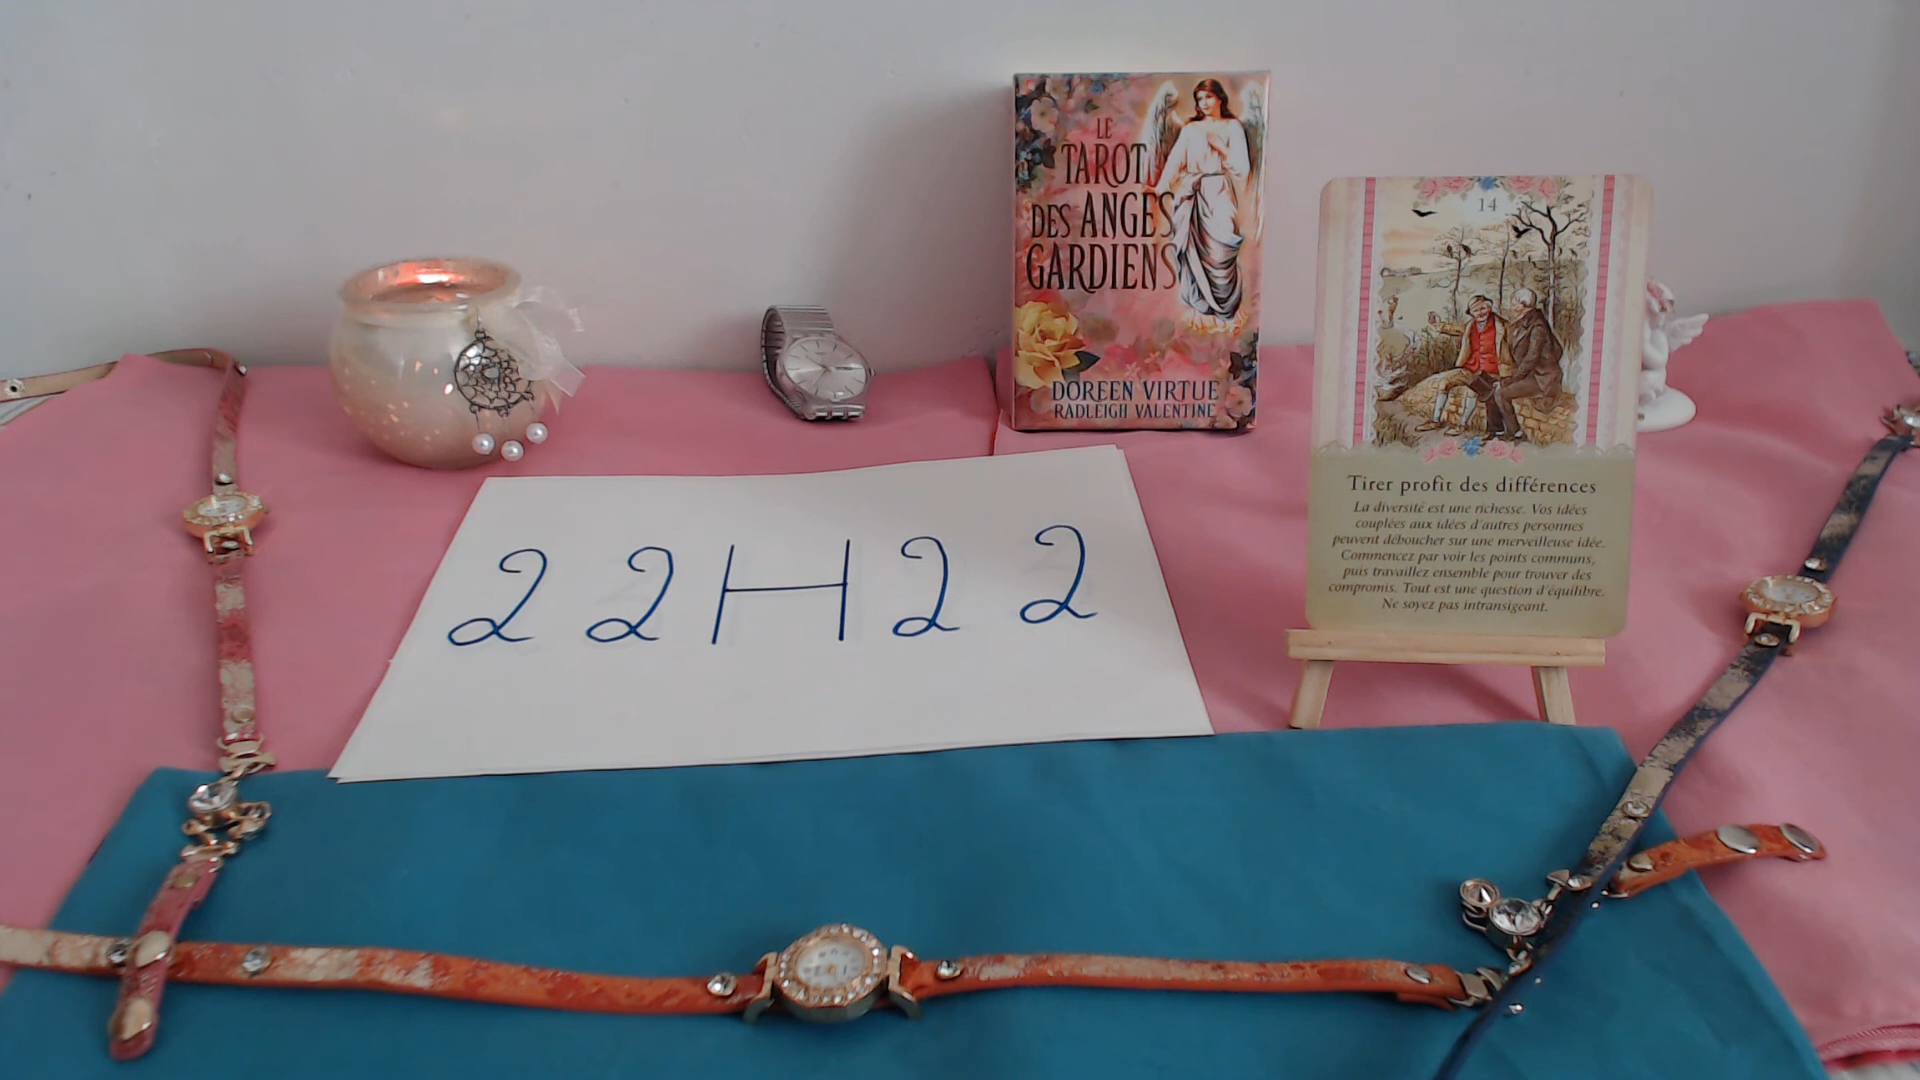 LE
TAROT
DES ANGES
GARDIENS
DOREEN VIRTUE
RADLEIGH VALENTINE
22H22
14
Tirer profit des différences
La diversité est une richesse. Vos idées
couplées aux idées d'autres personnes
peuvent déboucher sur une merveilleuse idée.
Commencez par voir les points communs,
puis travaillez ensemble pour trouver des
compromis. Tout est une question d'équilibre.
Ne soyez pas intransigeant.